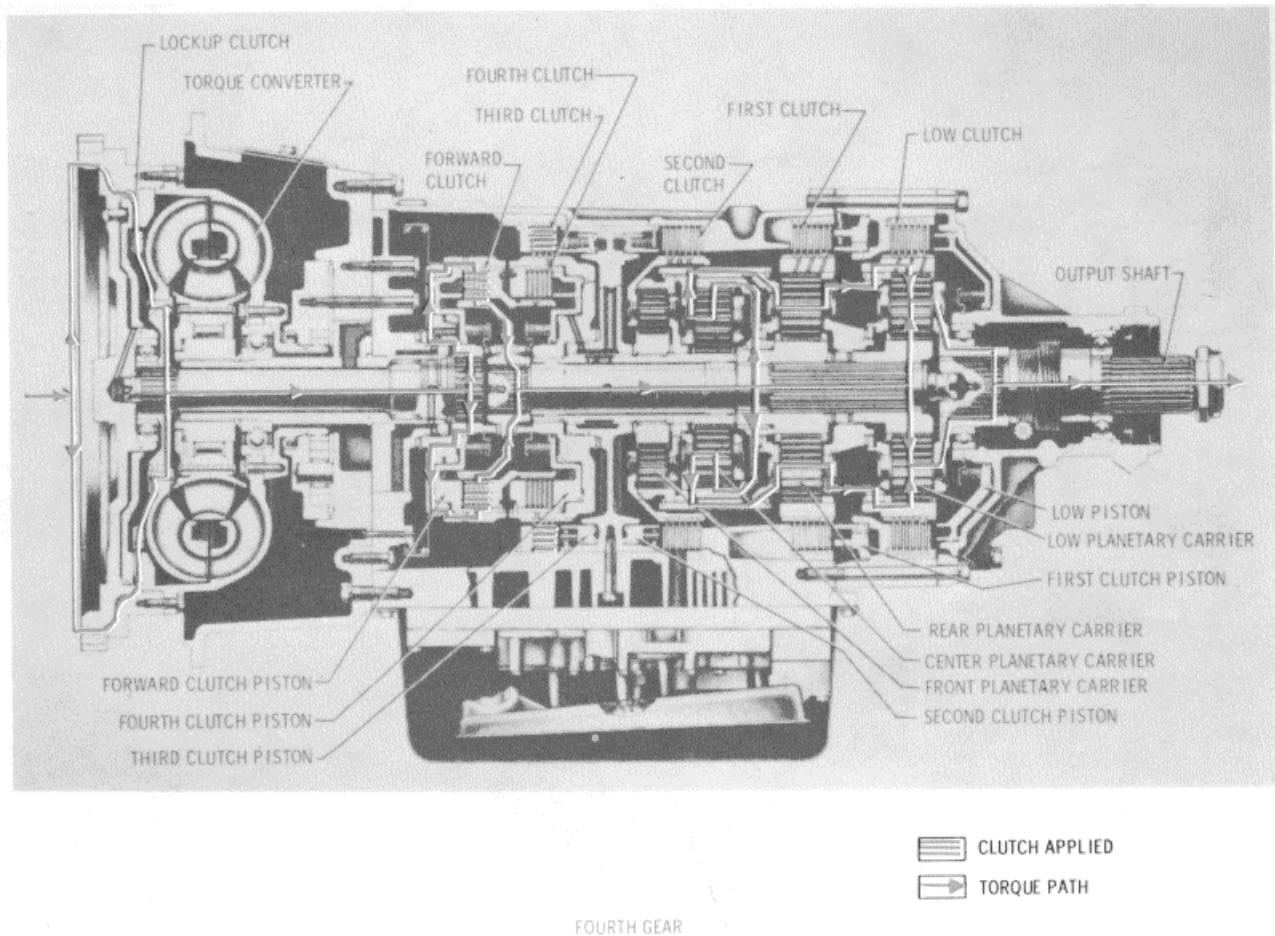 LOCKUP CLUTCH
TORQUE CONVERTER
FOURTH CLUTCH
THIRD CLUTCH
FORWARD
CLUTCH
SECOND
CLUTCH
FIRST CLUTCH
LOW CLUTCH
OUTPUT SHAFT
LOW PISTON
LOW PLANETARY CARRIER
FIRST CLUTCH PISTON
REAR PLANETARY CARRIER
CENTER PLANETARY CARRIER
FRONT PLANETARY CARRIER
SECOND CLUTCH PISTON
FORWARD CLUTCH PISTON
FOURTH CLUTCH PISTON
THIRD CLUTCH PISTON
CLUTCH APPLIED
TORQUE PATH
FOURTH GEAR